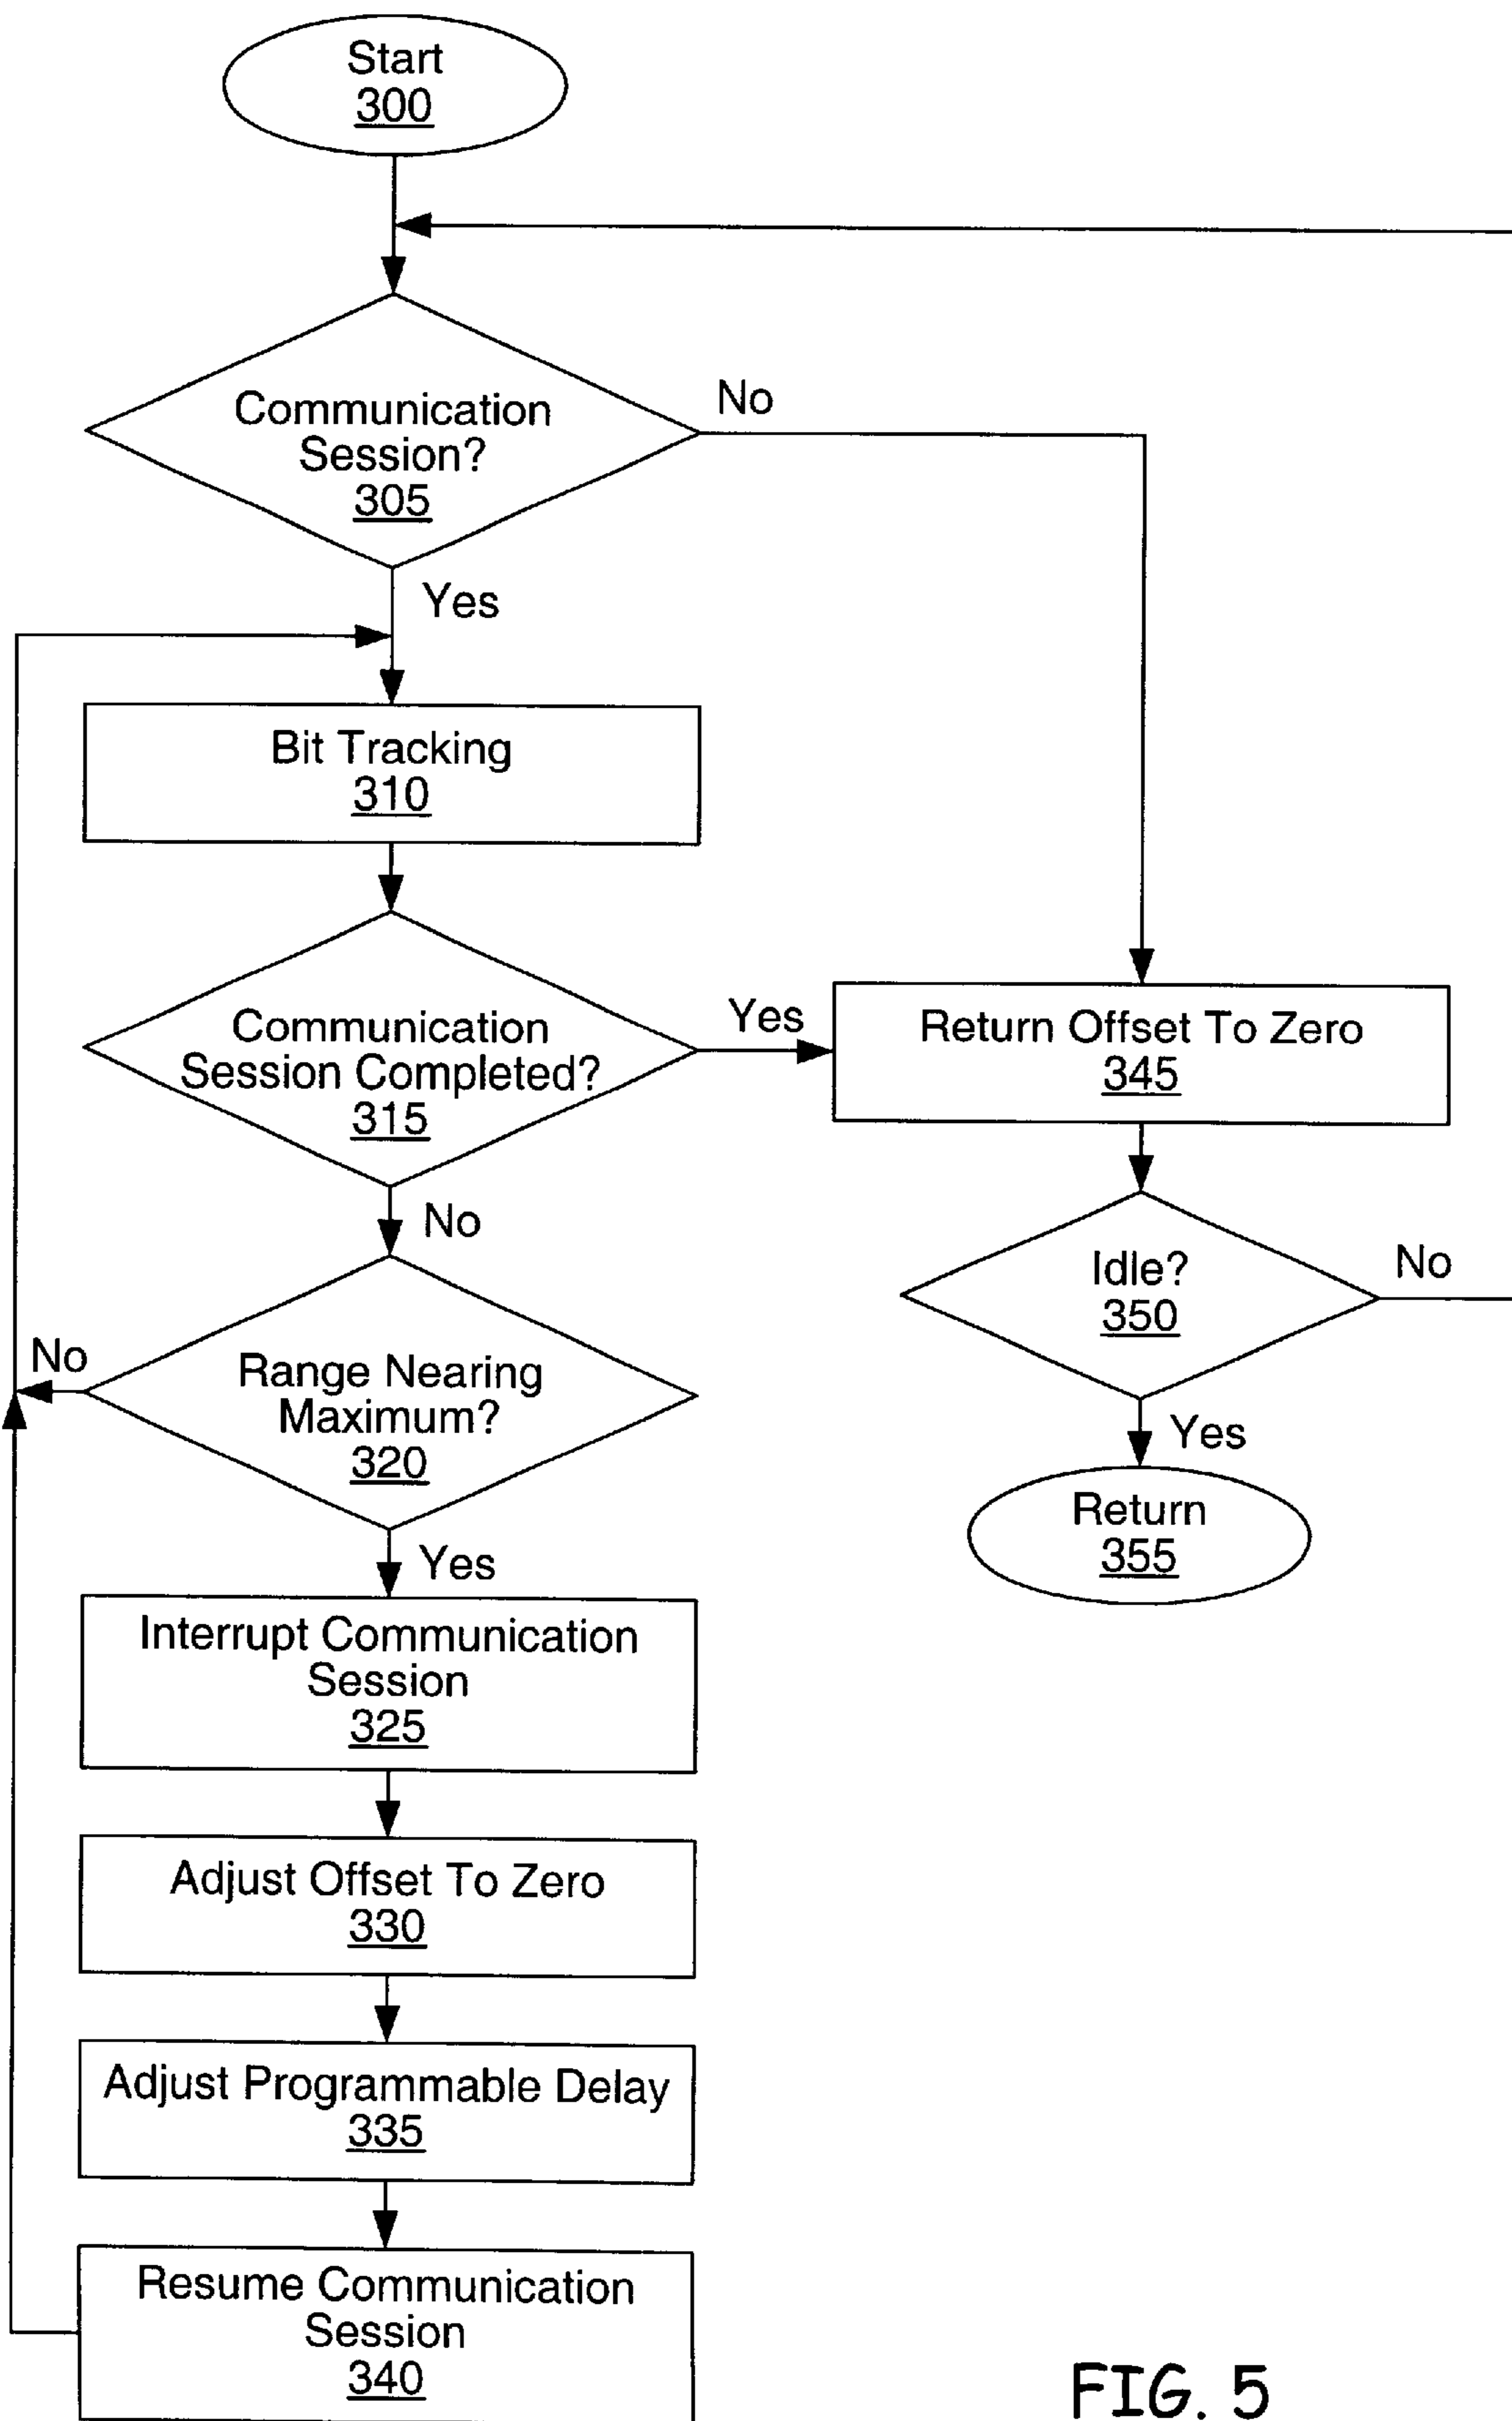 Start
300
Communication
Session?
305
No
Yes
Bit Tracking
310
Communication
Session Completed?
315
Yes
No
Return Offset To Zero
345
Idle?
350
No
Yes
Return
355
Range Nearing
Maximum?
320
No
Yes
Interrupt Communication
Session
325
Adjust Offset To Zero
330
Adjust Programmable Delay
335
Resume Communication
Session
340
FIG. 5